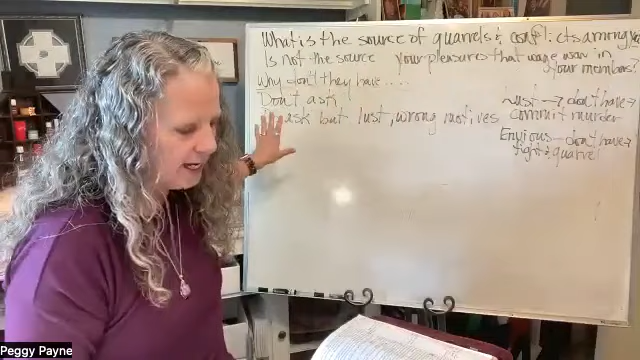 What is the source of quarrels & conflicts among
Is not the source your pleasures that wage war in
your members?
Why don't they have....
Don't ask
ask but lust, wrong motives
Lust → don't have →
commit murder
Envious - don't have →
fight & quarrel
Peggy Payne